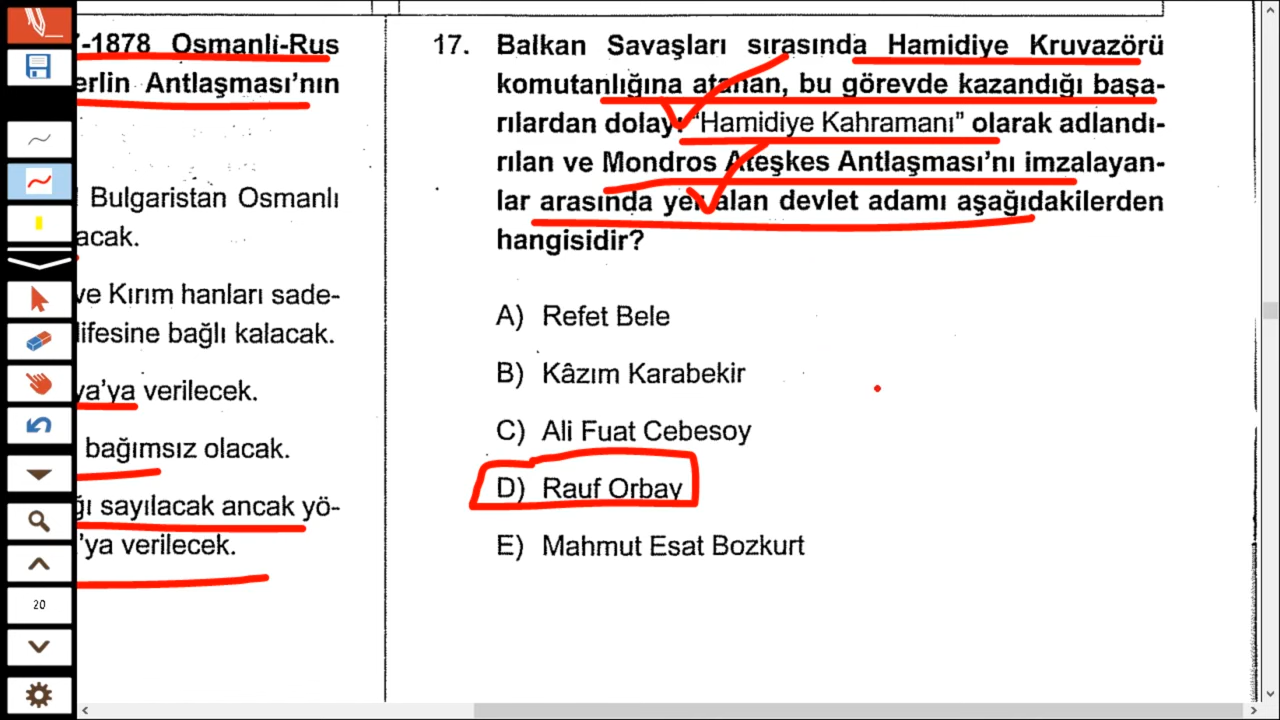 7-1878 Osmanlı-Rus
erlin Antlaşması’nın
Bulgaristan Osmanlı
acak.
ve Kırım hanları sade-
lifesine bağlı kalacak.
ya’ya verilecek.
bağımsız olacak.
ğı sayılacak ancak yö-
’ya verilecek.
20
17. Balkan Savaşları sırasında Hamidiye Kruvazörü
komutanlığına atanan, bu görevde kazandığı başa-
rılardan dolayı “Hamidiye Kahramanı” olarak adlandı-
rılan ve Mondros Ateşkes Antlaşması’nı imzalayan-
lar arasında yer alan devlet adamı aşağıdakilerden
hangisidir?
A) Refet Bele
B) Kâzım Karabekir
C) Ali Fuat Cebesoy
D) Rauf Orbay
E) Mahmut Esat Bozkurt